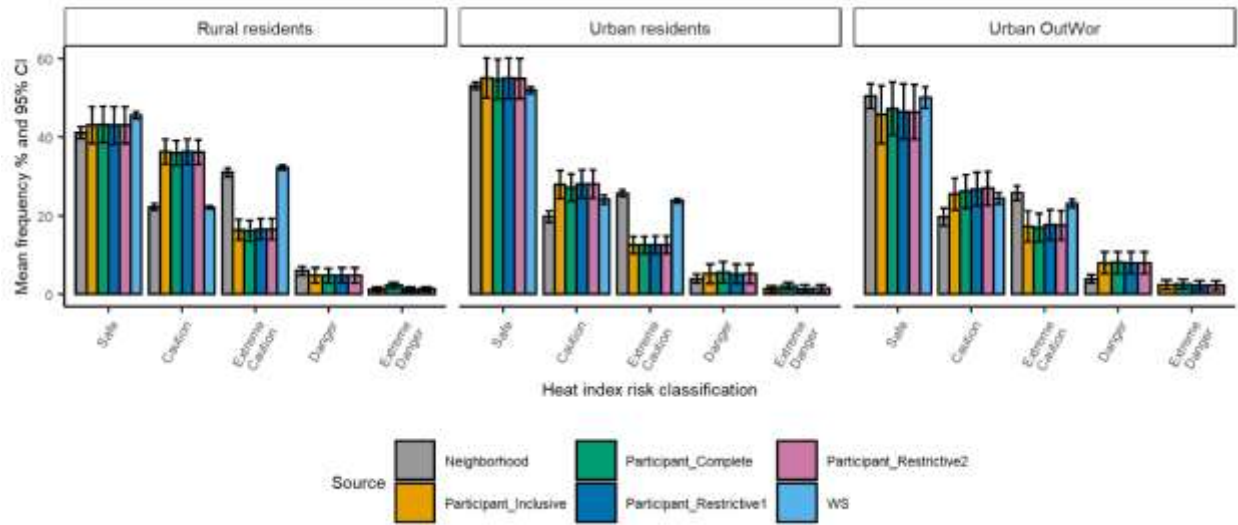 Rural residents
Urban residents
Urban OutWor
Mean frequency % and 95% CI
60
40
20
0
Safe
Caution
Extreme
Caution
Danger
Extreme
Danger
Safe
Caution
Extreme
Caution
Danger
Extreme
Danger
Safe
Caution
Extreme
Caution
Danger
Extreme
Danger
Heat index risk classification
Source
Neighborhood
Participant_Complete
Participant_Restrictive2
Participant_Inclusive
Participant_Restrictive1
WS